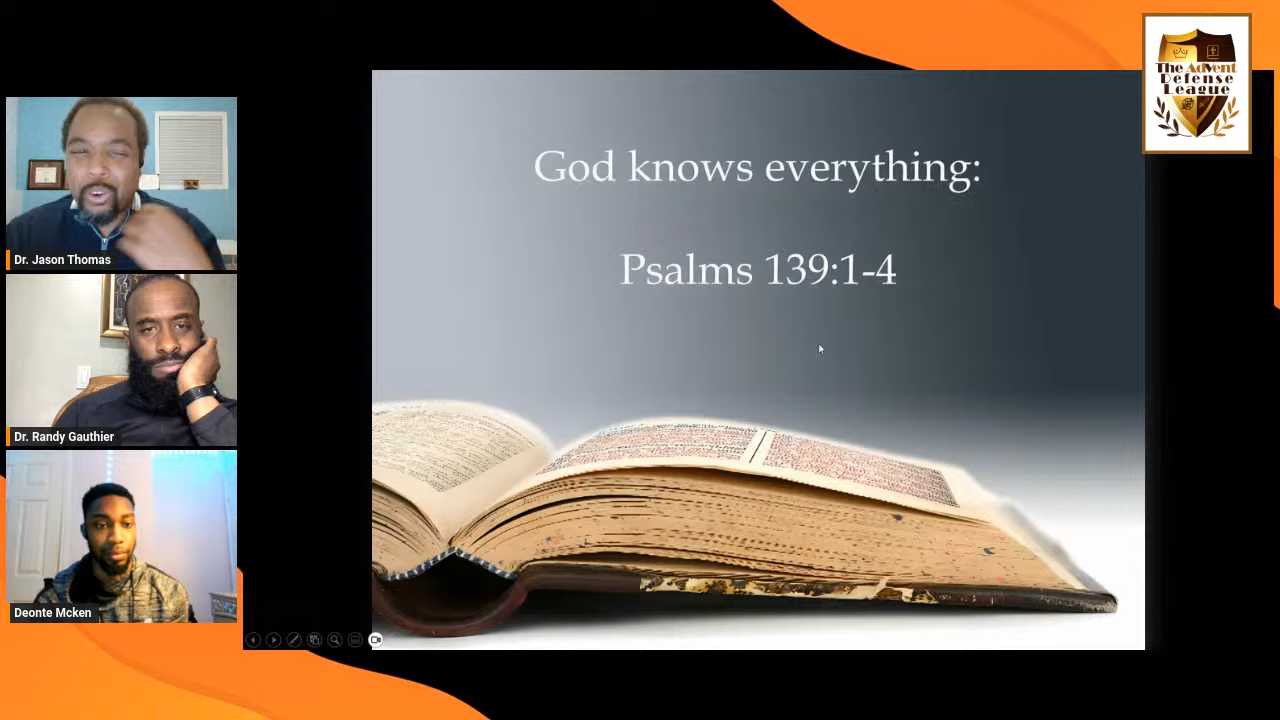 Dr. Jason Thomas
Dr. Randy Gauthier
Deonte Mcken
God knows everything:
Psalms 139:1-4
The Advent
Defense
League